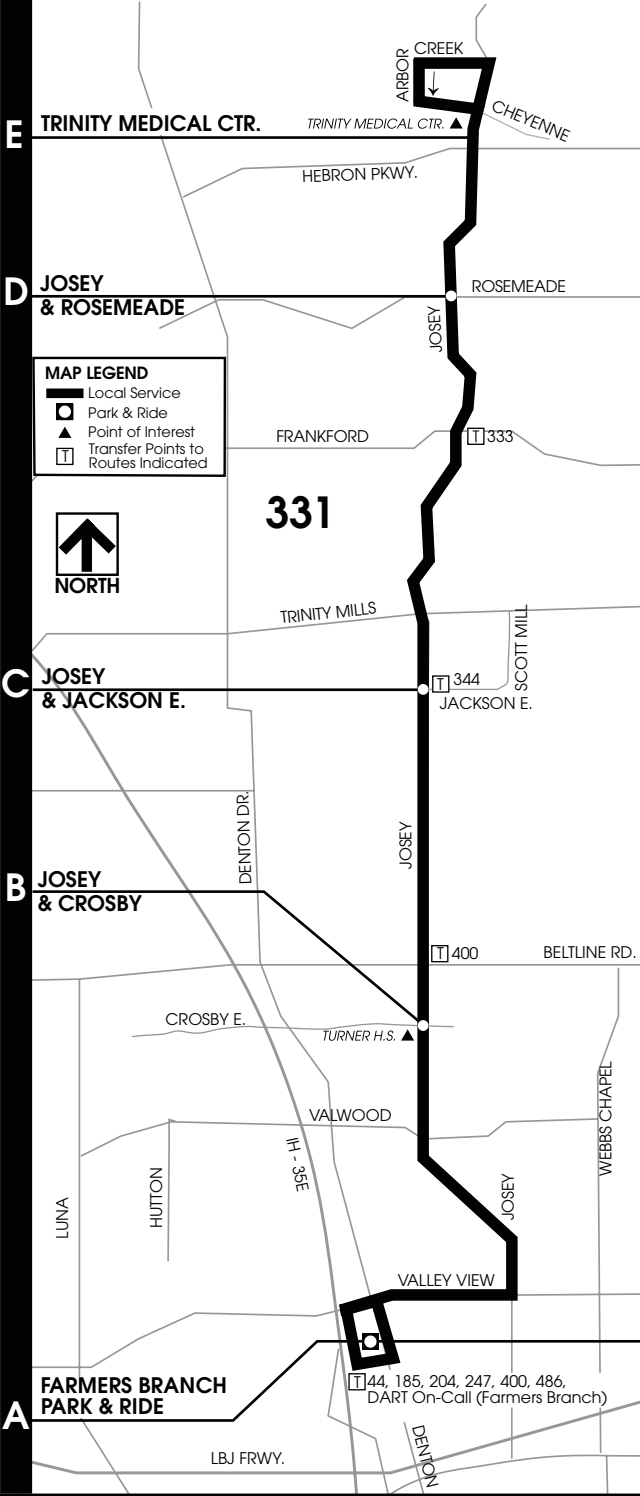 CREEK
ARBOR
CHEYENNE
E
TRINITY MEDICAL CTR.
TRINITY MEDICAL CTR.
HEBRON PKWY.
D
JOSEY
& ROSEMEADE
ROSEMEADE
JOSEY
MAP LEGEND
Local Service
Park & Ride
Point of Interest
T
Transfer Points to
Routes Indicated
FRANKFORD
T 333
331
NORTH
TRINITY MILLS
SCOTT MILL
C
JOSEY
& JACKSON E.
T 344
JACKSON E.
DENTON DR.
JOSEY
B
JOSEY
& CROSBY
T 400
BELTLINE RD.
CROSBY E.
TURNER H.S.
VALWOOD
WEBBS CHAPEL
IH - 35E
HUTTON
LUNA
JOSEY
VALLEY VIEW
A
FARMERS BRANCH
PARK & RIDE
T 44, 185, 204, 247, 400, 486,
DART On-Call (Farmers Branch)
DENTON
LBJ FRWY.